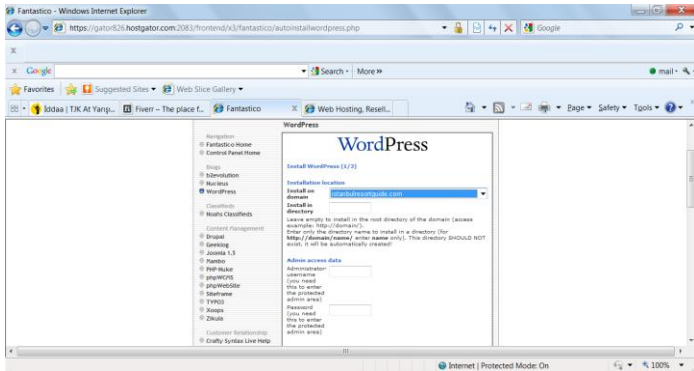 Fantastico - Windows Internet Explorer
https://gator826.hostgator.com:2083/frontend/x3/fantastico/autoinstallwordpress.php
Google
x
x Google Search More »
mail
Favorites Suggested Sites Web Slice Gallery
Iddaa | TJK At Yarışı... Fiverr – The place f... Fantastico X Web Hosting, Resell...
Page Safety Tools
Navigation
Fantastico Home
Control Panel Home
Blogs
b2evolution
Nucleus
WordPress
Classifieds
Noahs Classifieds
Content Management
Drupal
Geeklog
Joomla 1.5
Mambo
PHP-Nuke
phpWCMS
phpWebSite
Siteframe
TYPO3
Xoops
Zikula
Customer Relationship
Crafty Syntax Live Help
WordPress
WordPress
Install WordPress (1/3)
Installation location
Install on
domain
istanbulresortguide.com
Install in
directory
Leave empty to install in the root directory of the domain (access
example: http://domain/).
Enter only the directory name to install in a directory (for
http://domain/name/ enter name only). This directory SHOULD NOT
exist, it will be automatically created!
Admin access data
Administrator
username
(you need
this to enter
the protected
admin area)
Password
(you need
this to enter
the protected
admin area)
Internet | Protected Mode: On
100%